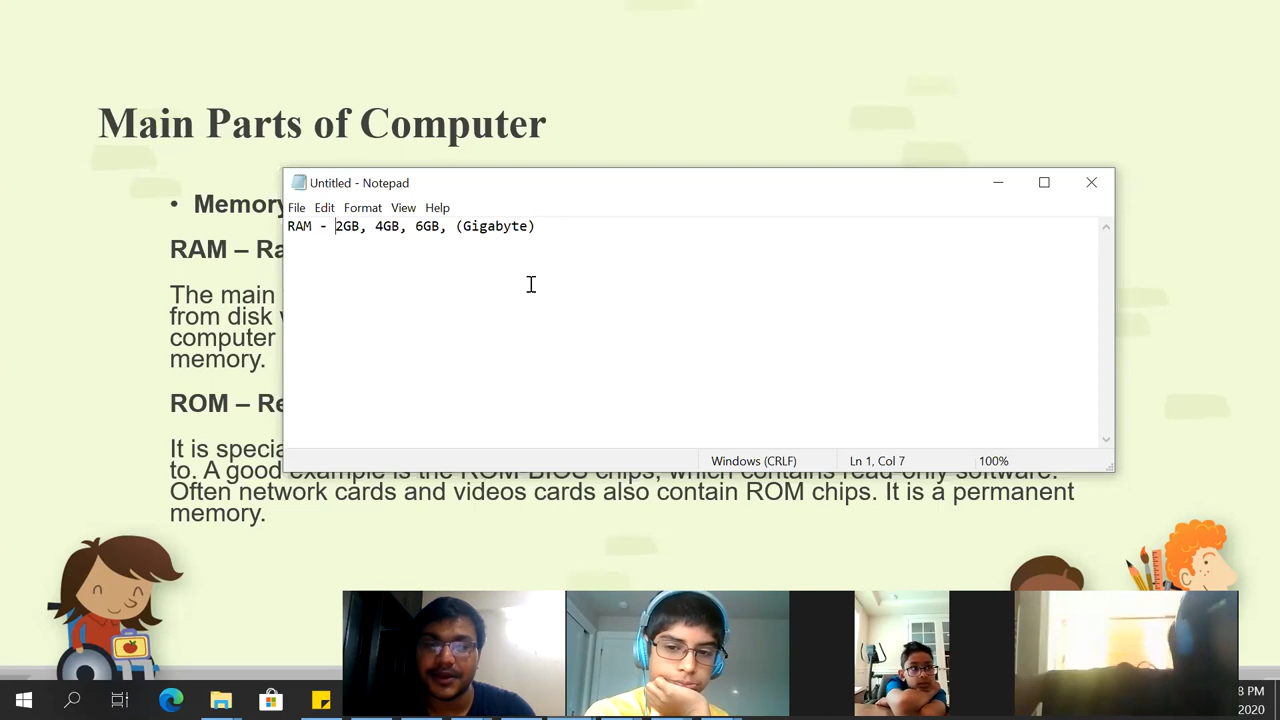 Main Parts of Computer
Untitled - Notepad
• Memory
File Edit Format View Help
RAM - 2GB, 4GB, 6GB, (Gigabyte)
RAM –
The main
from disk
computer
memory.
ROM –
It is
Windows (CRLF) Ln 1, Col 7 100%
to. A good example is the ROM-BIOS chips, which contains read-only software.
Often network cards and videos cards also contain ROM chips. It is a permanent
memory.
8 PM
2020